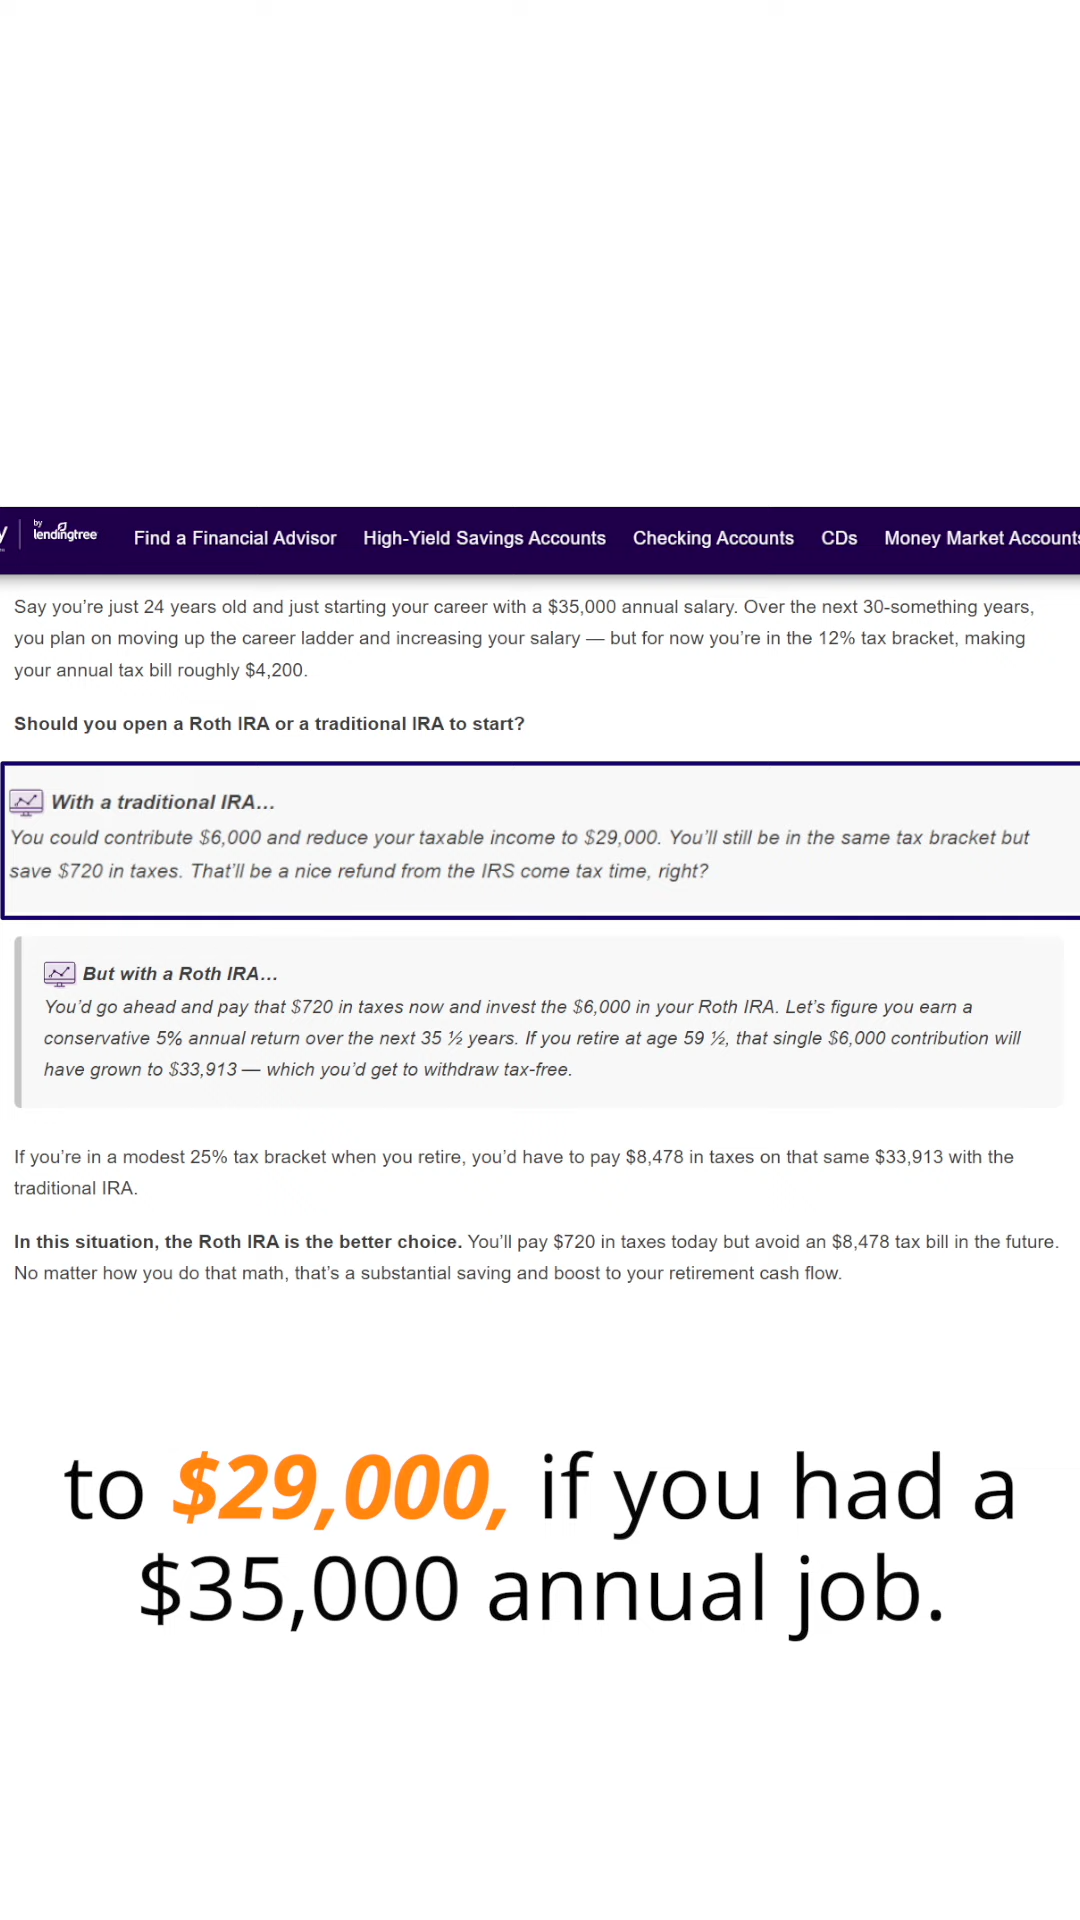 by
lendingtree
Find a Financial Advisor High-Yield Savings Accounts Checking Accounts CDs Money Market Accounts
Say you're just 24 years old and just starting your career with a $35,000 annual salary. Over the next 30-something years,
you plan on moving up the career ladder and increasing your salary — but for now you're in the 12% tax bracket, making
your annual tax bill roughly $4,200.
Should you open a Roth IRA or a traditional IRA to start?
With a traditional IRA…
You could contribute $6,000 and reduce your taxable income to $29,000. You'll still be in the same tax bracket but
save $720 in taxes. That'll be a nice refund from the IRS come tax time, right?
But with a Roth IRA…
You'd go ahead and pay that $720 in taxes now and invest the $6,000 in your Roth IRA. Let's figure you earn a
conservative 5% annual return over the next 35 ½ years. If you retire at age 59 ½, that single $6,000 contribution will
have grown to $33,913 — which you'd get to withdraw tax-free.
If you're in a modest 25% tax bracket when you retire, you'd have to pay $8,478 in taxes on that same $33,913 with the
traditional IRA.
In this situation, the Roth IRA is the better choice. You'll pay $720 in taxes today but avoid an $8,478 tax bill in the future.
No matter how you do that math, that's a substantial saving and boost to your retirement cash flow.
to $29,000, if you had a
$35,000 annual job.